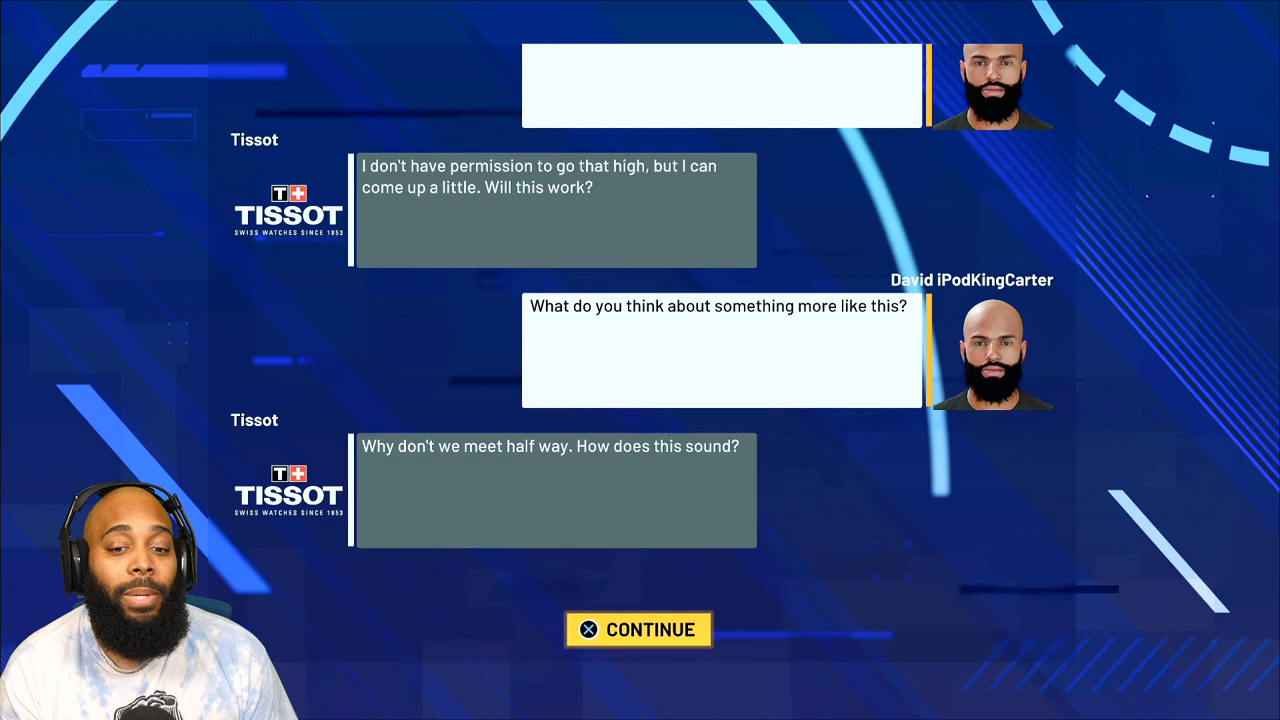 Tissot
I don't have permission to go that high, but I can
come up a little. Will this work?
T+
TISSOT
SWISS WATCHES SINCE 1853
David iPodKingCarter
What do you think about something more like this?
Tissot
Why don't we meet half way. How does this sound?
T+
TISSOT
SWISS WATCHES SINCE 1853
CONTINUE